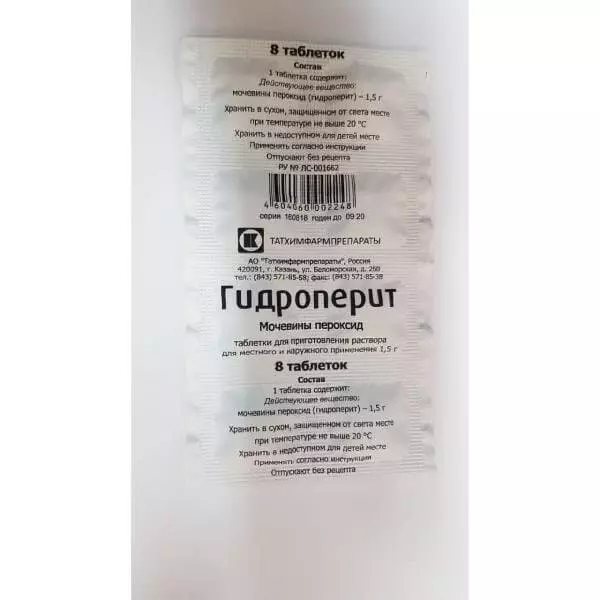 8 таблеток
Состав
1 таблетка содержит:
Действующее вещество:
мочевины пероксид (гидроперит) – 1,5 г
Хранить в сухом, защищенном от света месте
при температуре не выше 20 °C
Хранить в недоступном для детей месте
Применять согласно инструкции
Отпускают без рецепта
РУ № ЛС-001662
4 604060 002248
серия 160818 годен до 09 20
ТАТХИМФАРМПРЕПАРАТЫ
АО "Татхимфармпрепараты", Россия
420091, г. Казань, ул. Беломорская, д. 260
тел.: (843) 571-85-58; факс: (843) 571-85-38
Гидроперит
Мочевины пероксид
таблетки для приготовления раствора
для местного и наружного применения 1,5 г
8 таблеток
Состав
1 таблетка содержит:
Действующее вещество:
мочевины пероксид (гидроперит) – 1,5 г
Хранить в сухом, защищенном от света месте
при температуре не выше 20 °C
Хранить в недоступном для детей месте
Применять согласно инструкции
Отпускают без рецепта